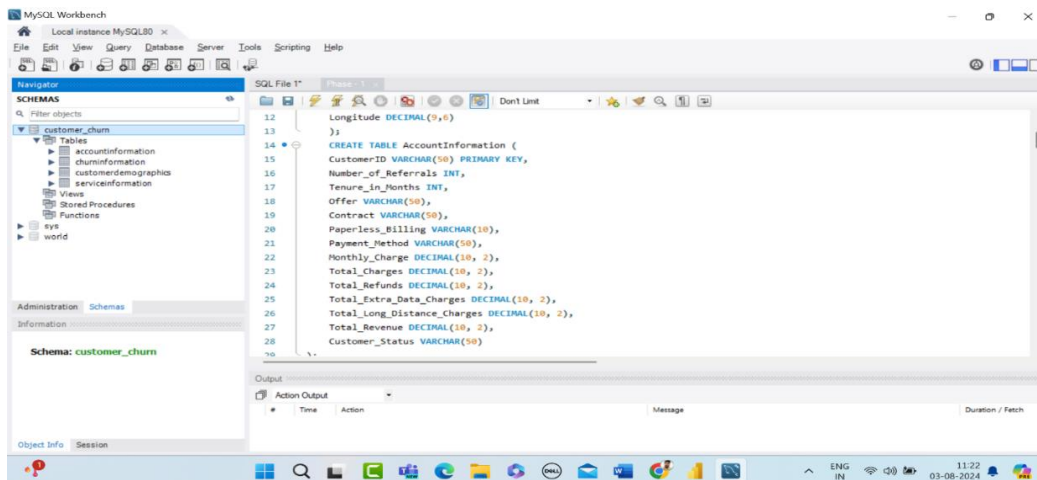 MySQL Workbench
Local instance MySQL80 ×
File Edit View Query Database Server Tools Scripting Help
Navigator
SCHEMAS
Filter objects
customer_churn
Tables
accountinformation
churninformation
customerdemographics
serviceinformation
Views
Stored Procedures
Functions
sys
world
Administration Schemas
Information
Schema: customer_churn
Object Info Session
SQL File 1* Phase - 1 ×
Don't Limit
12 Longitude DECIMAL(9,6)
13 );
14 CREATE TABLE AccountInformation (
15 CustomerID VARCHAR(50) PRIMARY KEY,
16 Number_of_Referrals INT,
17 Tenure_in_Months INT,
18 Offer VARCHAR(50),
19 Contract VARCHAR(50),
20 Paperless_Billing VARCHAR(10),
21 Payment_Method VARCHAR(50),
22 Monthly_Charge DECIMAL(10, 2),
23 Total_Charges DECIMAL(10, 2),
24 Total_Refunds DECIMAL(10, 2),
25 Total_Extra_Data_Charges DECIMAL(10, 2),
26 Total_Long_Distance_Charges DECIMAL(10, 2),
27 Total_Revenue DECIMAL(10, 2),
28 Customer_Status VARCHAR(50)
29 );
Output
Action Output
# Time Action Message Duration / Fetch
ENG
IN
11:22
03-08-2024